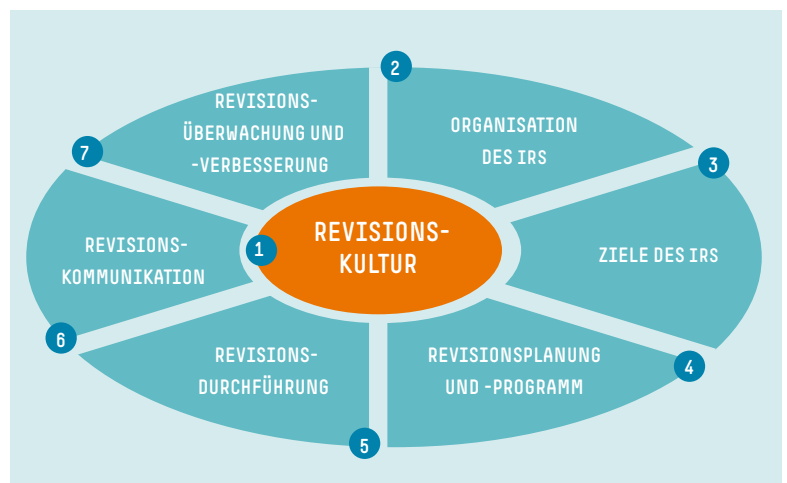 1
REVISIONS-
KULTUR
2
ORGANISATION
DES IRS
3
ZIELE DES IRS
4
REVISIONSPLANUNG
UND -PROGRAMM
5
REVISIONS-
DURCHFÜHRUNG
6
REVISIONS-
KOMMUNIKATION
7
REVISIONS-
ÜBERWACHUNG UND
-VERBESSERUNG